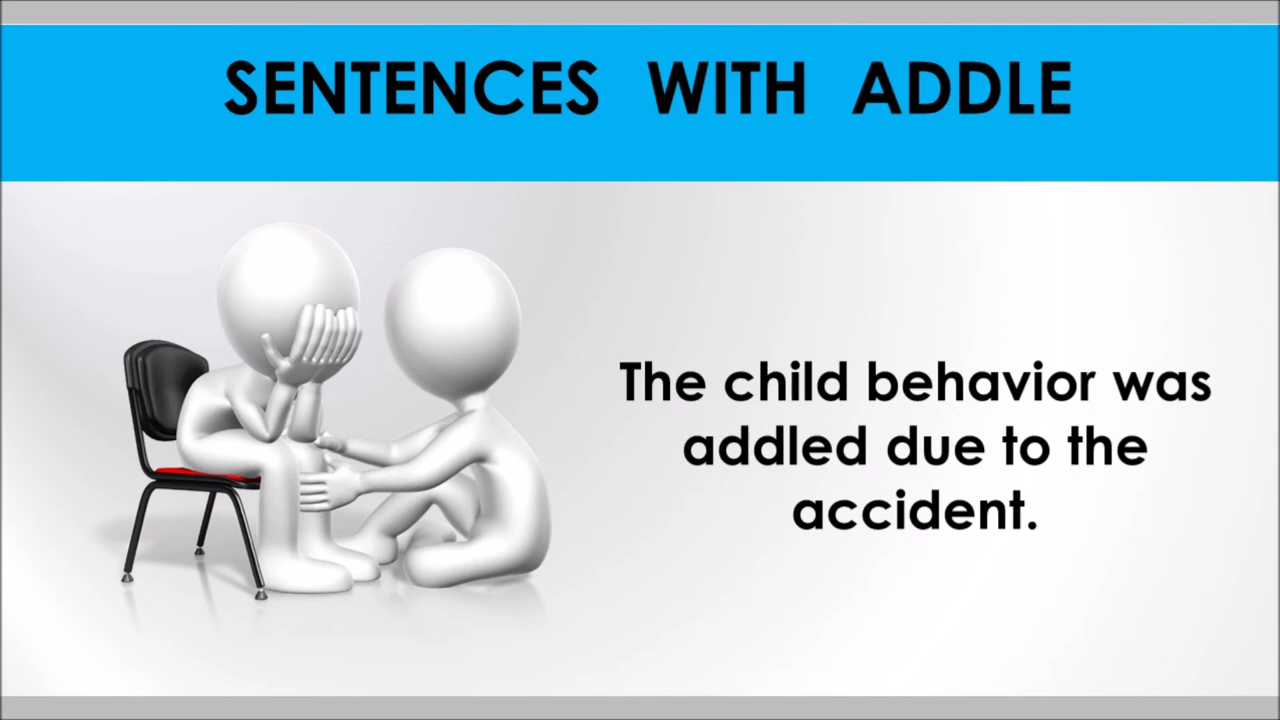 SENTENCES WITH ADDLE
The child behavior was
addled due to the
accident.